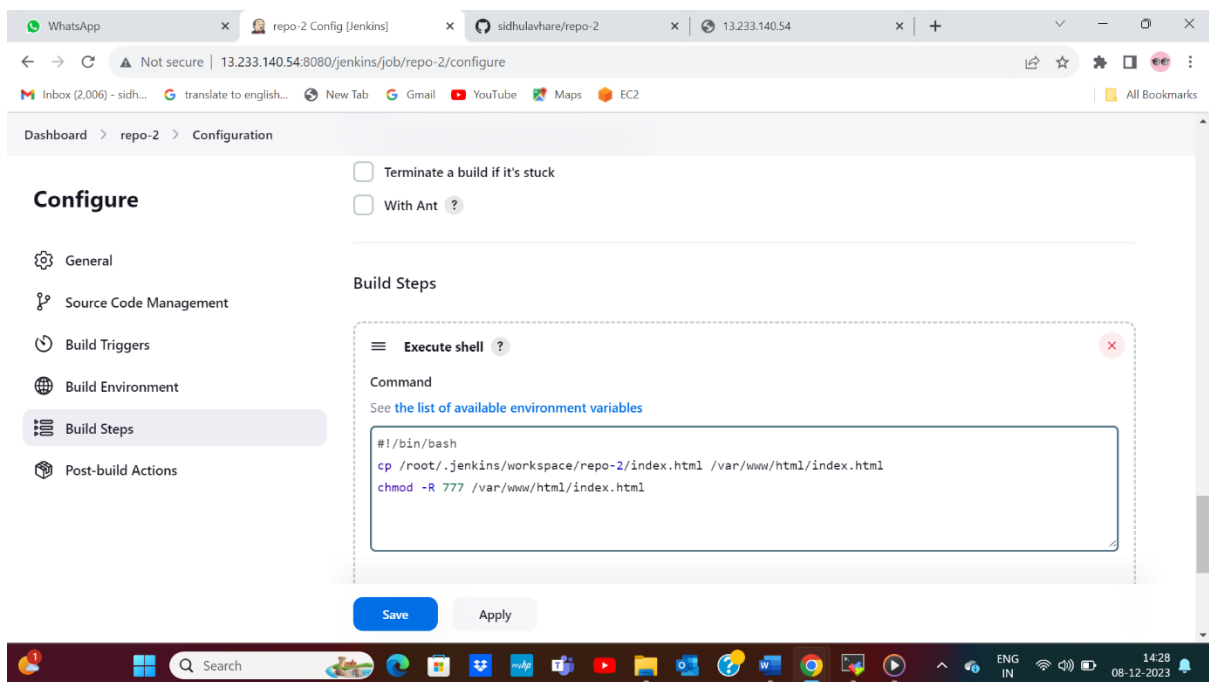 WhatsApp
repo-2 Config [Jenkins]
sidhulavhare/repo-2
13.233.140.54
Not secure | 13.233.140.54:8080/jenkins/job/repo-2/configure
Inbox (2,006) - sidh...
translate to english...
New Tab
Gmail
YouTube
Maps
EC2
All Bookmarks
Dashboard > repo-2 > Configuration
Configure
General
Source Code Management
Build Triggers
Build Environment
Build Steps
Post-build Actions
Terminate a build if it's stuck
With Ant ?
Build Steps
Execute shell ?
Command
See the list of available environment variables
#!/bin/bash
cp /root/.jenkins/workspace/repo-2/index.html /var/www/html/index.html
chmod -R 777 /var/www/html/index.html
Save
Apply
1
Search
myhp
ENG
IN
14:28
08-12-2023